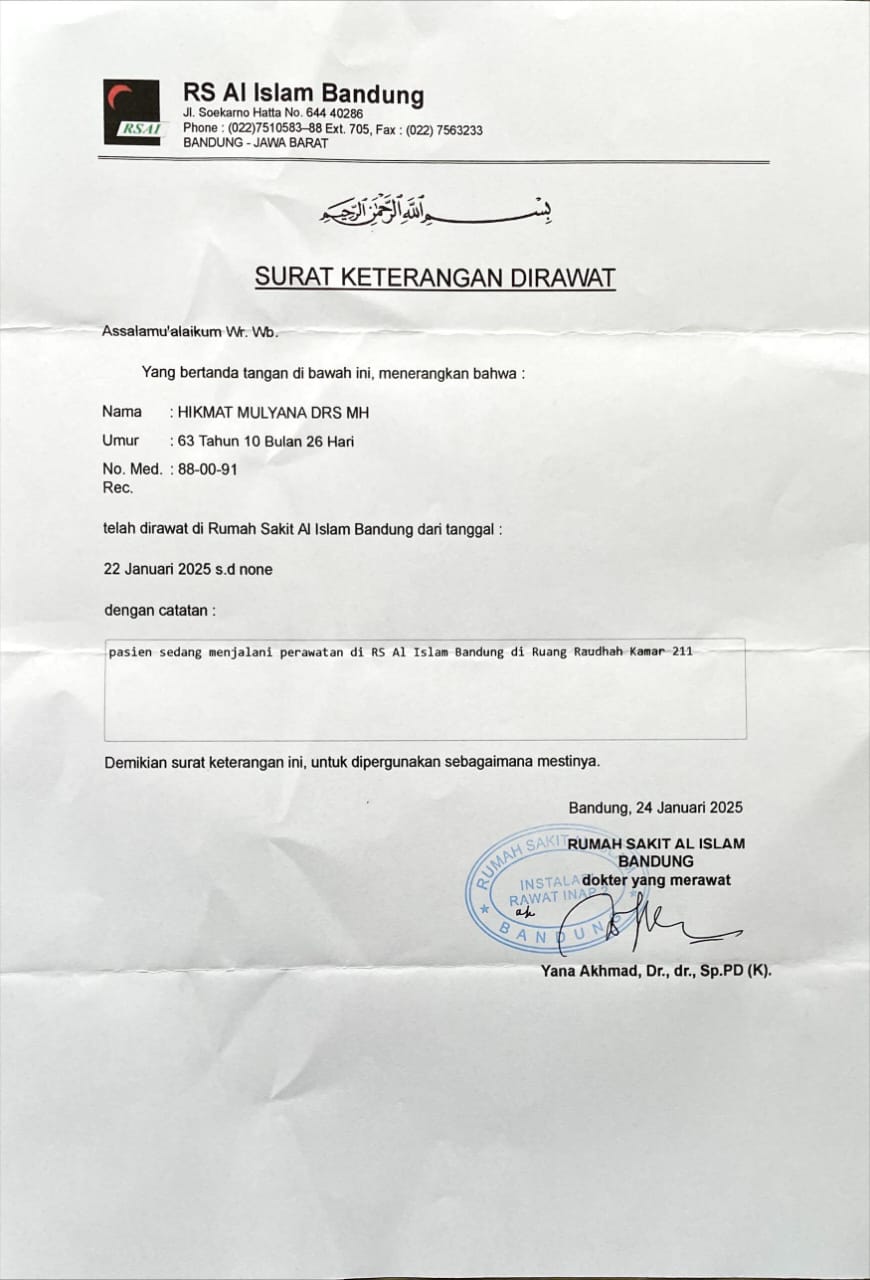 RSAI
RS Al Islam Bandung
Jl. Soekarno Hatta No. 644 40286
Phone : (022)7510583–88 Ext. 705, Fax : (022) 7563233
BANDUNG - JAWA BARAT
بِسْمِ اللَّهِ الرَّحْمَٰنِ الرَّحِيمِ
SURAT KETERANGAN DIRAWAT
Assalamu'alaikum Wr. Wb.
Yang bertanda tangan di bawah ini, menerangkan bahwa :
Nama : HIKMAT MULYANA DRS MH
Umur : 63 Tahun 10 Bulan 26 Hari
No. Med. : 88-00-91
Rec.
telah dirawat di Rumah Sakit Al Islam Bandung dari tanggal :
22 Januari 2025 s.d none
dengan catatan :
pasien sedang menjalani perawatan di RS Al Islam Bandung di Ruang Raudhah Kamar 211
Demikian surat keterangan ini, untuk dipergunakan sebagaimana mestinya.
Bandung, 24 Januari 2025
RUMAH SAKIT AL ISLAM
BANDUNG
dokter yang merawat
RUMAH SAKIT
RAWAT INAP
BANDUNG
Yana Akhmad, Dr., dr., Sp.PD (K).